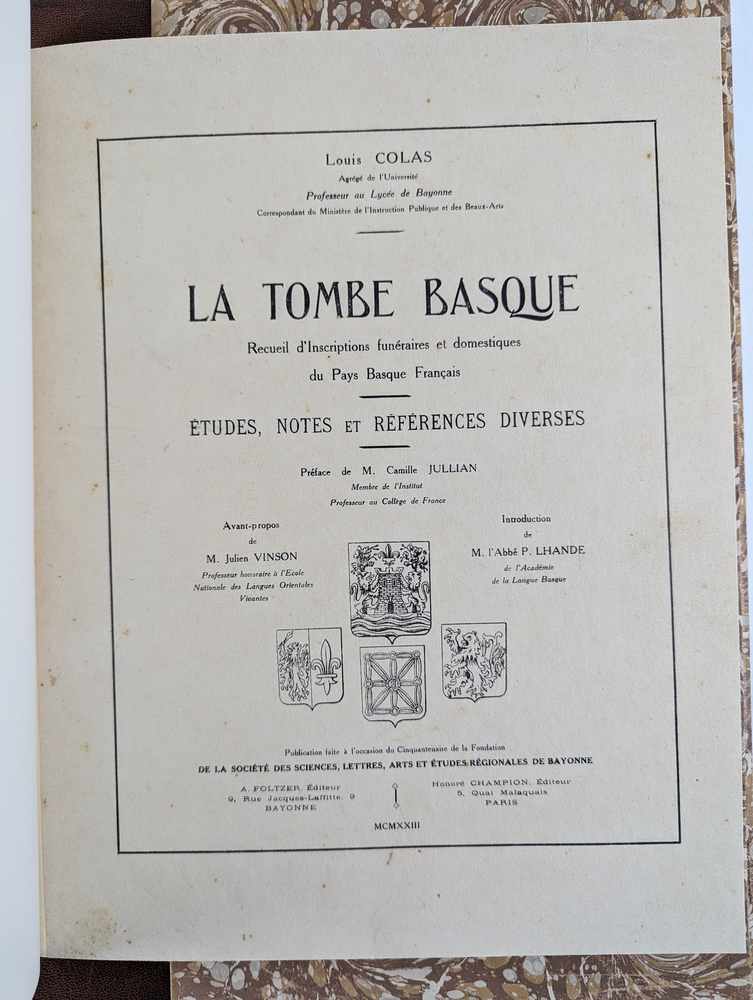 Louis COLAS
Agrégé de l'Université
Professeur au Lycée de Bayonne
Correspondant du Ministère de l'Instruction Publique et des Beaux-Arts
LA TOMBE BASQUE
Recueil d'Inscriptions funéraires et domestiques
du Pays Basque Français
ÉTUDES, NOTES ET RÉFÉRENCES DIVERSES
Préface de M. Camille JULLIAN
Membre de l'Institut
Professeur au Collège de France
Avant-propos
de
M. Julien VINSON
Professeur honoraire à l'Ecole
Nationale des Langues Orientales
Vivantes
Introduction
de
M. l'Abbé P. LHANDE
de l'Académie
de la Langue Basque
Publication faite à l'occasion du Cinquantenaire de la Fondation
DE LA SOCIÉTÉ DES SCIENCES, LETTRES, ARTS ET ÉTUDES RÉGIONALES DE BAYONNE
A. FOLTZER, Éditeur
9, Rue Jacques-Laffitte, 9
BAYONNE
Honoré CHAMPION, Éditeur
5, Quai Malaquais
PARIS
MCMXXIII